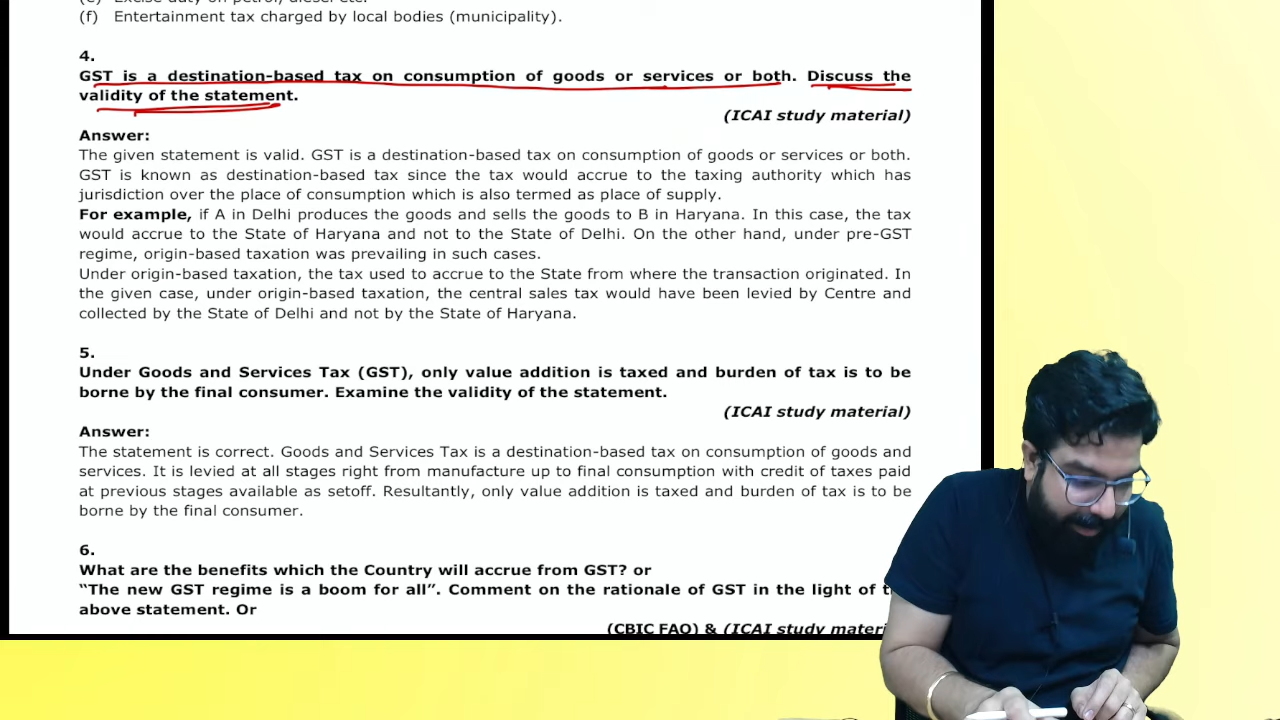 (f) Entertainment tax charged by local bodies (municipality).
4.
GST is a destination-based tax on consumption of goods or services or both. Discuss the
validity of the statement.
(ICAI study material)
Answer:
The given statement is valid. GST is a destination-based tax on consumption of goods or services or both.
GST is known as destination-based tax since the tax would accrue to the taxing authority which has
jurisdiction over the place of consumption which is also termed as place of supply.
For example, if A in Delhi produces the goods and sells the goods to B in Haryana. In this case, the tax
would accrue to the State of Haryana and not to the State of Delhi. On the other hand, under pre-GST
regime, origin-based taxation was prevailing in such cases.
Under origin-based taxation, the tax used to accrue to the State from where the transaction originated. In
the given case, under origin-based taxation, the central sales tax would have been levied by Centre and
collected by the State of Delhi and not by the State of Haryana.
5.
Under Goods and Services Tax (GST), only value addition is taxed and burden of tax is to be
borne by the final consumer. Examine the validity of the statement.
(ICAI study material)
Answer:
The statement is correct. Goods and Services Tax is a destination-based tax on consumption of goods and
services. It is levied at all stages right from manufacture up to final consumption with credit of taxes paid
at previous stages available as setoff. Resultantly, only value addition is taxed and burden of tax is to be
borne by the final consumer.
6.
What are the benefits which the Country will accrue from GST? or
“The new GST regime is a boom for all”. Comment on the rationale of GST in the light of
above statement. Or
(CBIC FAQ) & (ICAI study